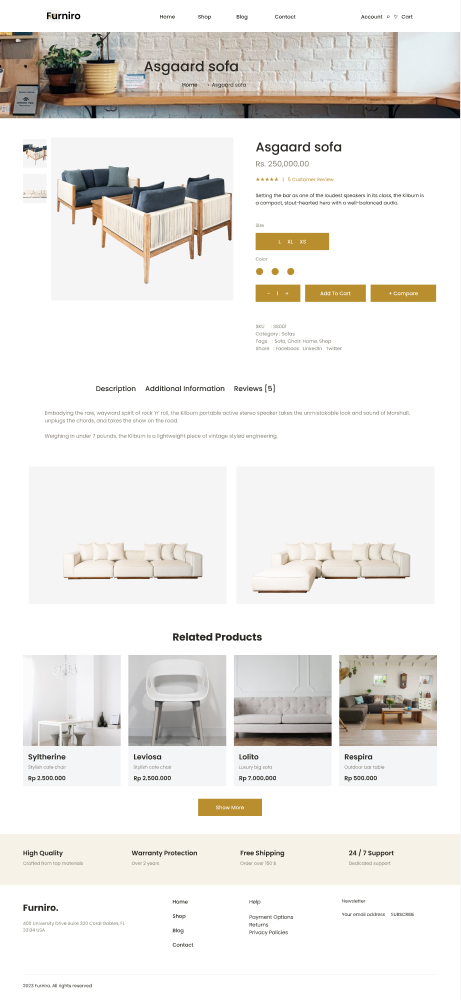 Furniro
Home Shop Blog Contact
Account Cart
Asgaard sofa
Home > Asgaard sofa
Asgaard sofa
Rs. 250,000.00
★★★★★ | 5 Customer Review
Setting the bar as one of the loudest speakers in its class, the Kilburn is
a compact, stout-hearted hero with a well-balanced audio.
Size
L XL XS
Color
- 1 + Add To Cart + Compare
SKU : SS001
Category : Sofas
Tags : Sofa, Chair, Home, Shop
Share : Facebook LinkedIn Twitter
Description Additional Information Reviews [5]
Embodying the raw, wayward spirit of rock 'n' roll, the Kilburn portable active stereo speaker takes the unmistakable look and sound of Marshall,
unplugs the chords, and takes the show on the road.
Weighing in under 7 pounds, the Kilburn is a lightweight piece of vintage styled engineering.
Related Products
Syltherine Leviosa Lolito Respira
Stylish cafe chair Stylish cafe chair Luxury big sofa Outdoor bar table
Rp 2.500.000 Rp 2.500.000 Rp 7.000.000 Rp 500.000
Show More
High Quality Warranty Protection Free Shipping 24 / 7 Support
Crafted from top materials Over 2 years Order over 150 $ Dedicated support
Furniro.
400 University Drive Suite 200 Coral Gables, FL
33134 USA
Home
Shop
Blog
Contact
Help
Payment Options
Returns
Privacy Policies
Newsletter
Your email address SUBSCRIBE
2023 Furniro. All rights reserved